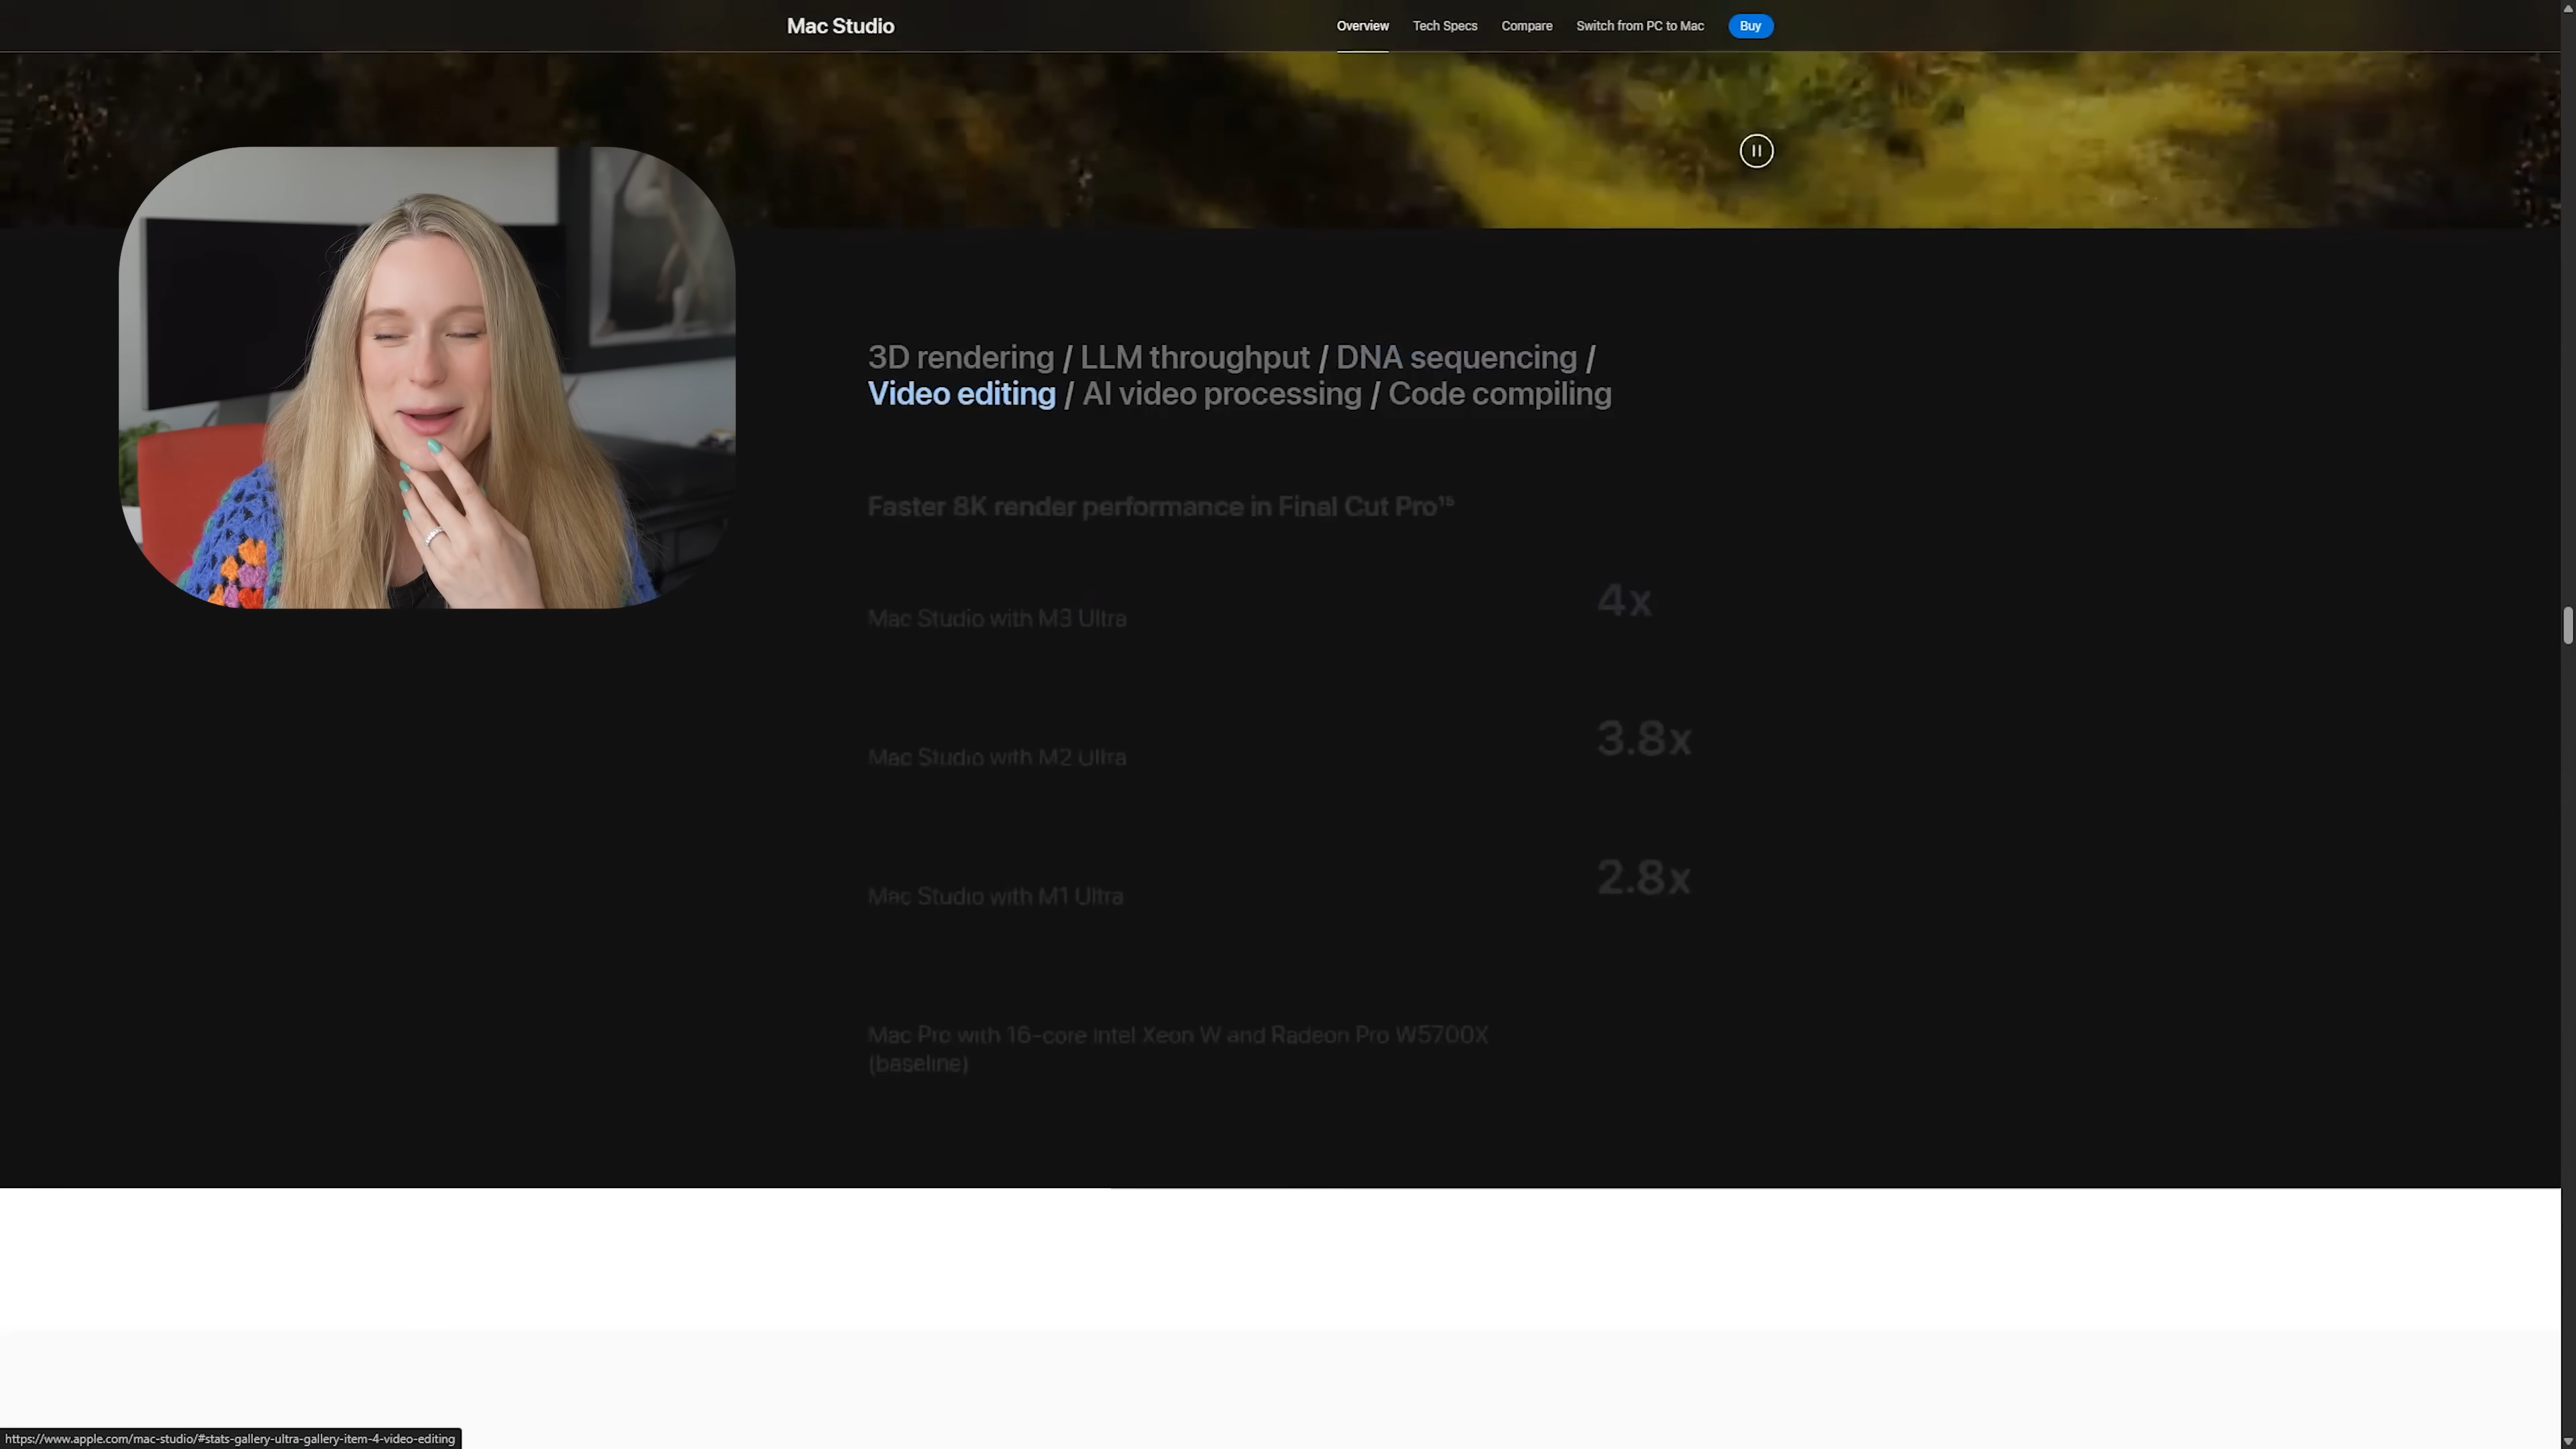 Mac Studio
Overview
Tech Specs
Compare
Switch from PC to Mac
Buy
3D rendering / LLM throughput / DNA sequencing /
Video editing / AI video processing / Code compiling
Faster 8K render performance in Final Cut Pro¹⁵
Mac Studio with M3 Ultra
4x
Mac Studio with M2 Ultra
3.8x
Mac Studio with M1 Ultra
2.8x
Mac Pro with 16-core Intel Xeon W and Radeon Pro W5700X
(baseline)
https://www.apple.com/mac-studio/#stats-gallery-ultra-gallery-item-4-video-editing